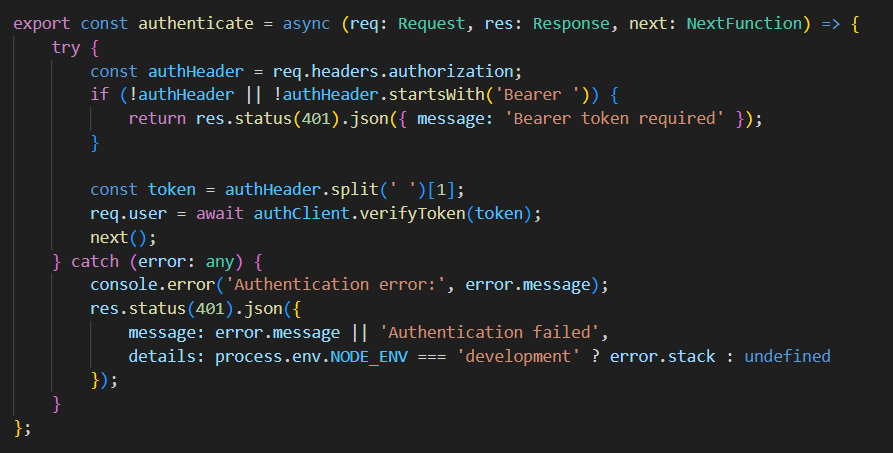 export const authenticate = async (req: Request, res: Response, next: NextFunction) => {
    try {
        const authHeader = req.headers.authorization;
        if (!authHeader || !authHeader.startsWith('Bearer ')) {
            return res.status(401).json({ message: 'Bearer token required' });
        }

        const token = authHeader.split(' ')[1];
        req.user = await authClient.verifyToken(token);
        next();
    } catch (error: any) {
        console.error('Authentication error:', error.message);
        res.status(401).json({
            message: error.message || 'Authentication failed',
            details: process.env.NODE_ENV === 'development' ? error.stack : undefined
        });
    }
};